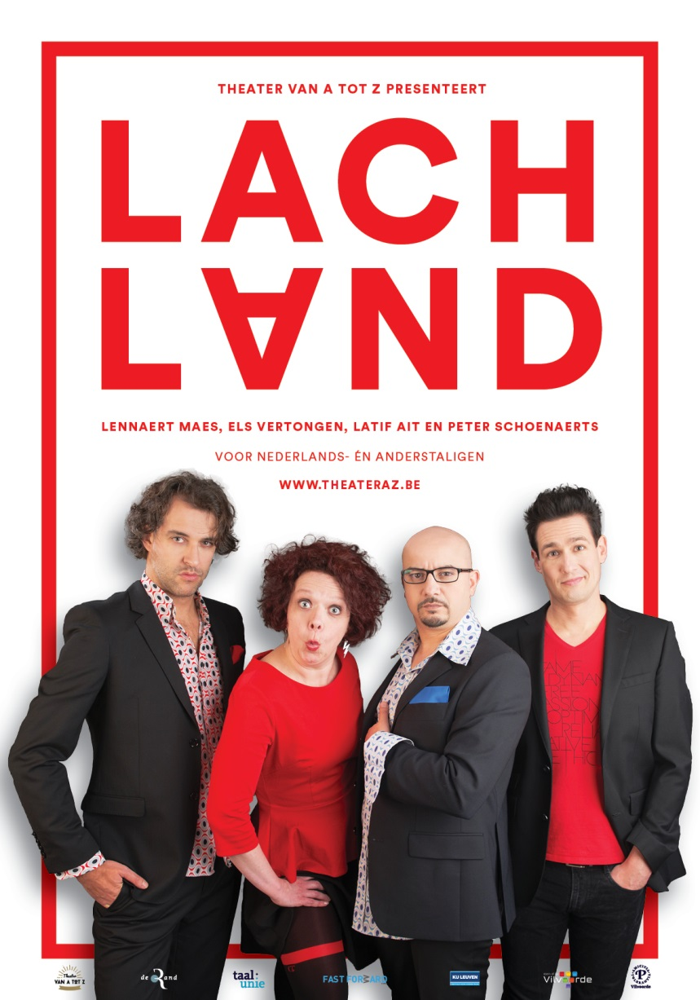 THEATER VAN A TOT Z PRESENTEERT
LACH
LAND
LENNAERT MAES, ELS VERTONGEN, LATIF AIT EN PETER SCHOENAERTS
VOOR NEDERLANDS- ÉN ANDERSTALIGEN
WWW.THEATERAZ.BE
Theater
VAN A TOT Z
de Rand
taal:
unie
FAST FORWARD
KU LEUVEN
Vilvoorde
P
Vilvoorde